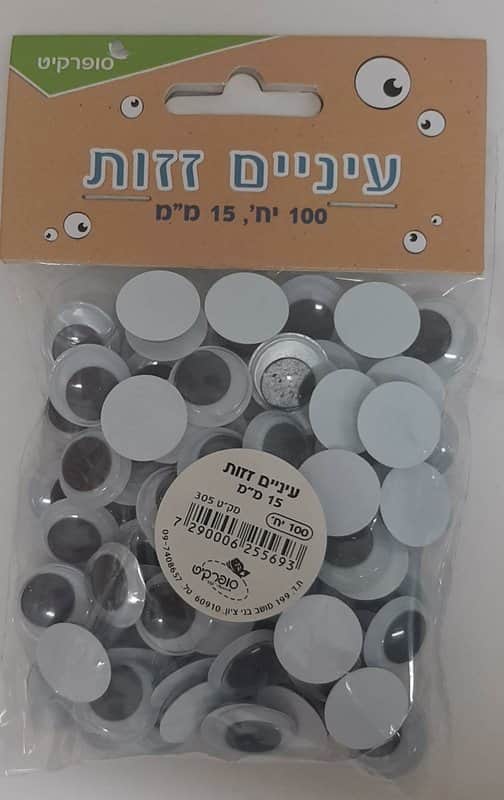 סופרקיט
עיניים זזות
100 יח', 15 מ"מ
עיניים זזות
15 מ"מ
מק"ט 305
100 יח'
7 290006 255693
סופרקיט
ת.ד. 199 מושב בני ציון, 60910 טל. 09-7408657